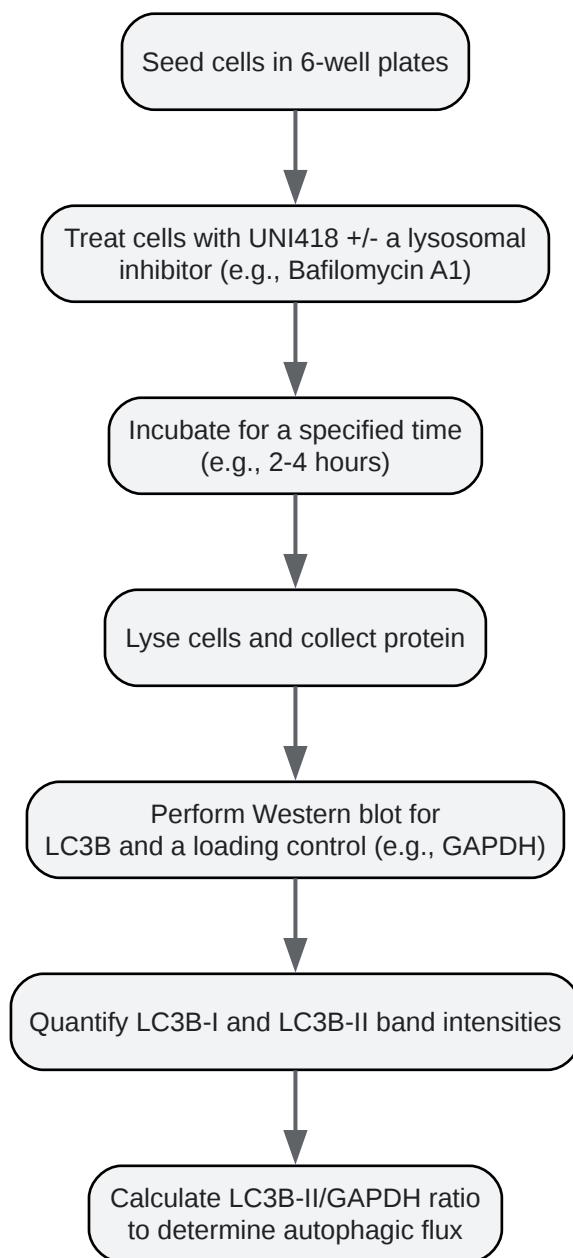 Seed cells in 6-well plates
Treat cells with UNI418 +/- a lysosomal
inhibitor (e.g., Bafilomycin A1)
Incubate for a specified time
(e.g., 2-4 hours)
Lyse cells and collect protein
Perform Western blot for
LC3B and a loading control (e.g., GAPDH)
Quantify LC3B-I and LC3B-II band intensities
Calculate LC3B-II/GAPDH ratio
to determine autophagic flux